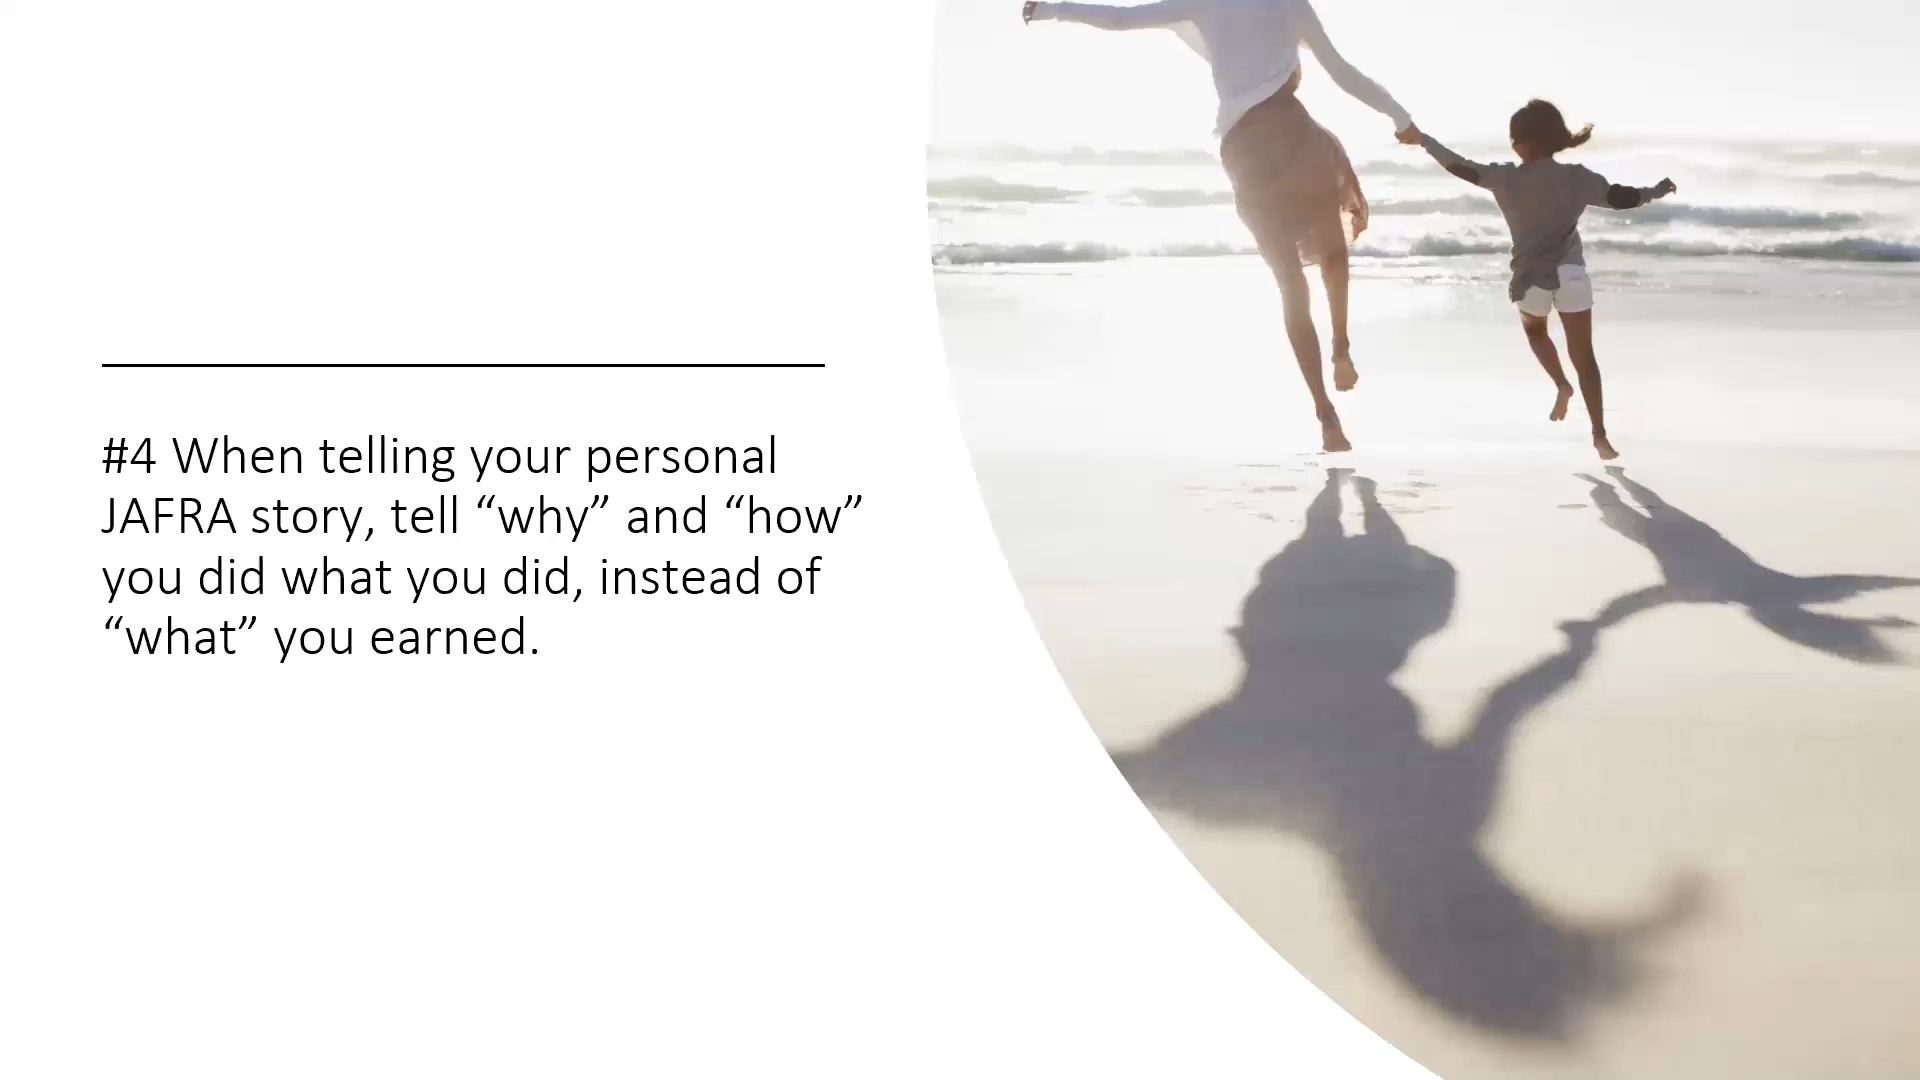 #4 When telling your personal
JAFRA story, tell “why” and “how”
you did what you did, instead of
“what” you earned.